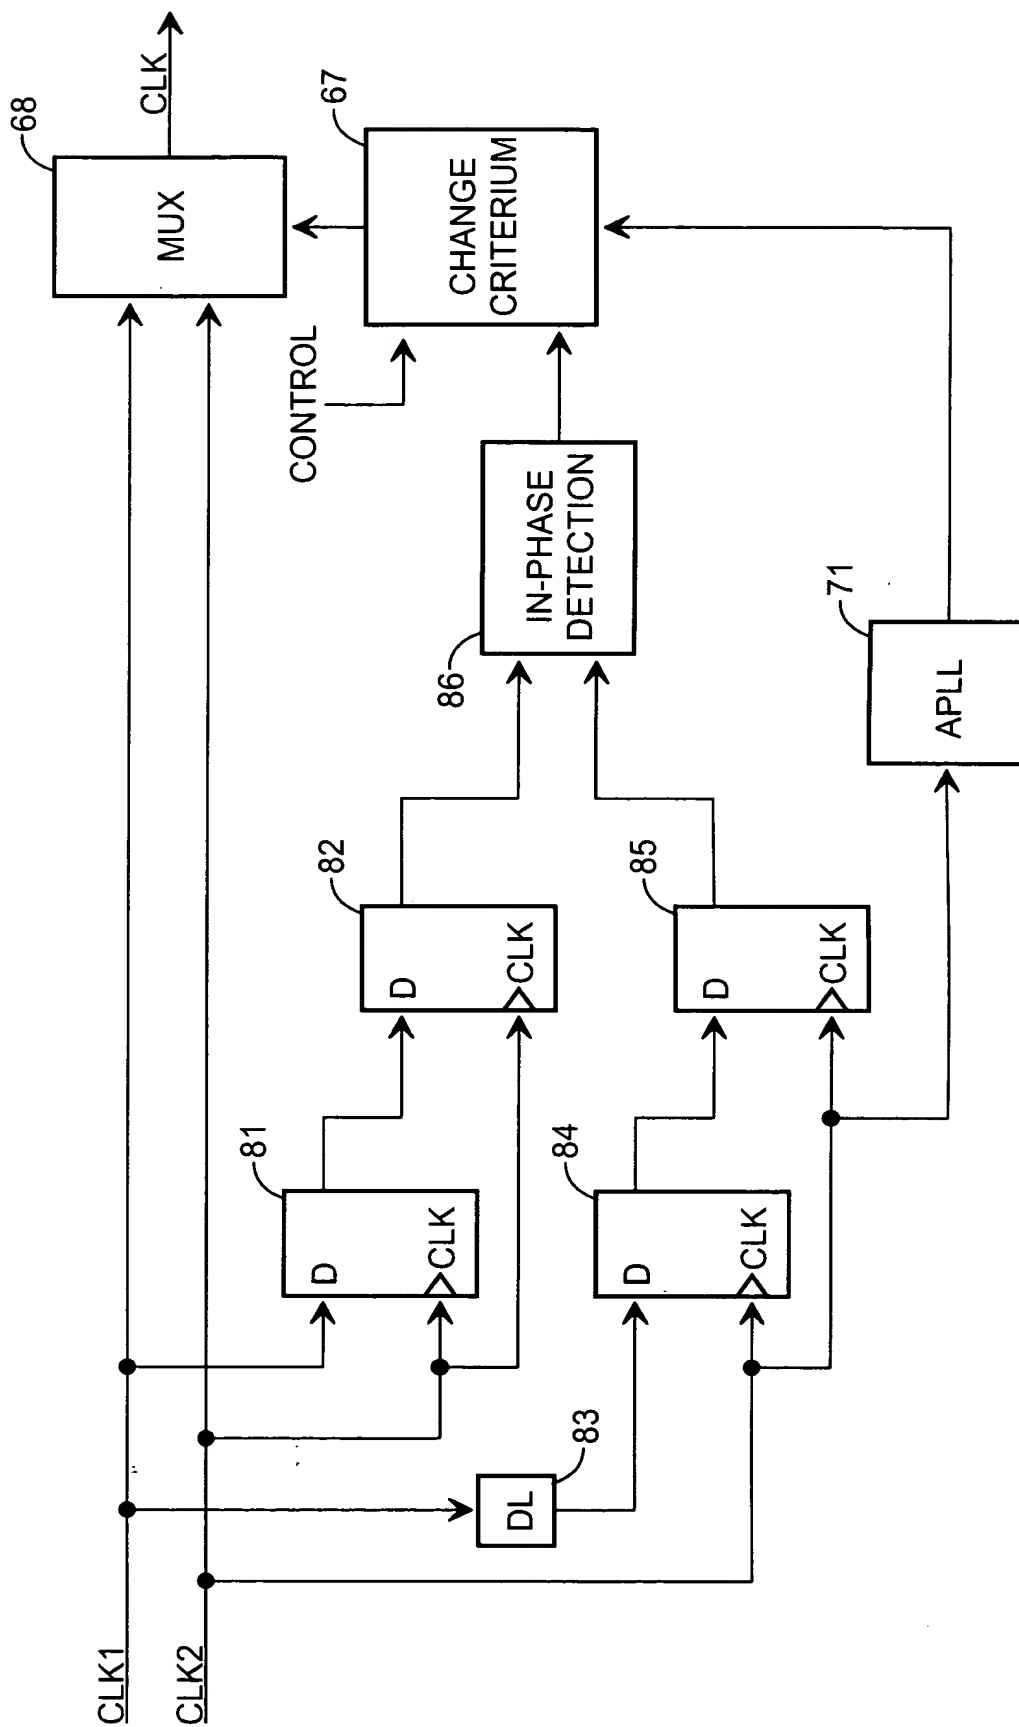 CLK1
CLK2
DL
83
D
CLK
81
D
CLK
84
D
CLK
82
D
CLK
85
IN-PHASE
DETECTION
86
APLL
71
CONTROL
CHANGE
CRITERIUM
67
MUX
68
CLK